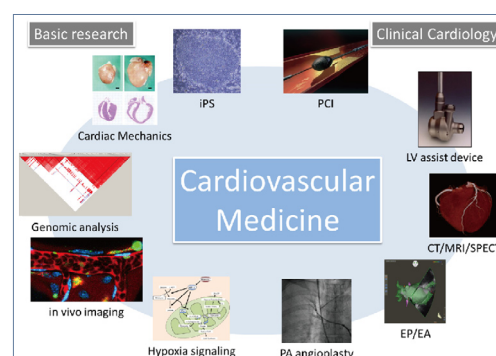 Basic research
Clinical Cardiology
iPS
PCI
Cardiac Mechanics
LV assist device
Cardiovascular
Medicine
Genomic analysis
CT/MRI/SPECT
in vivo imaging
EP/EA
Hypoxia signaling
PA angioplasty